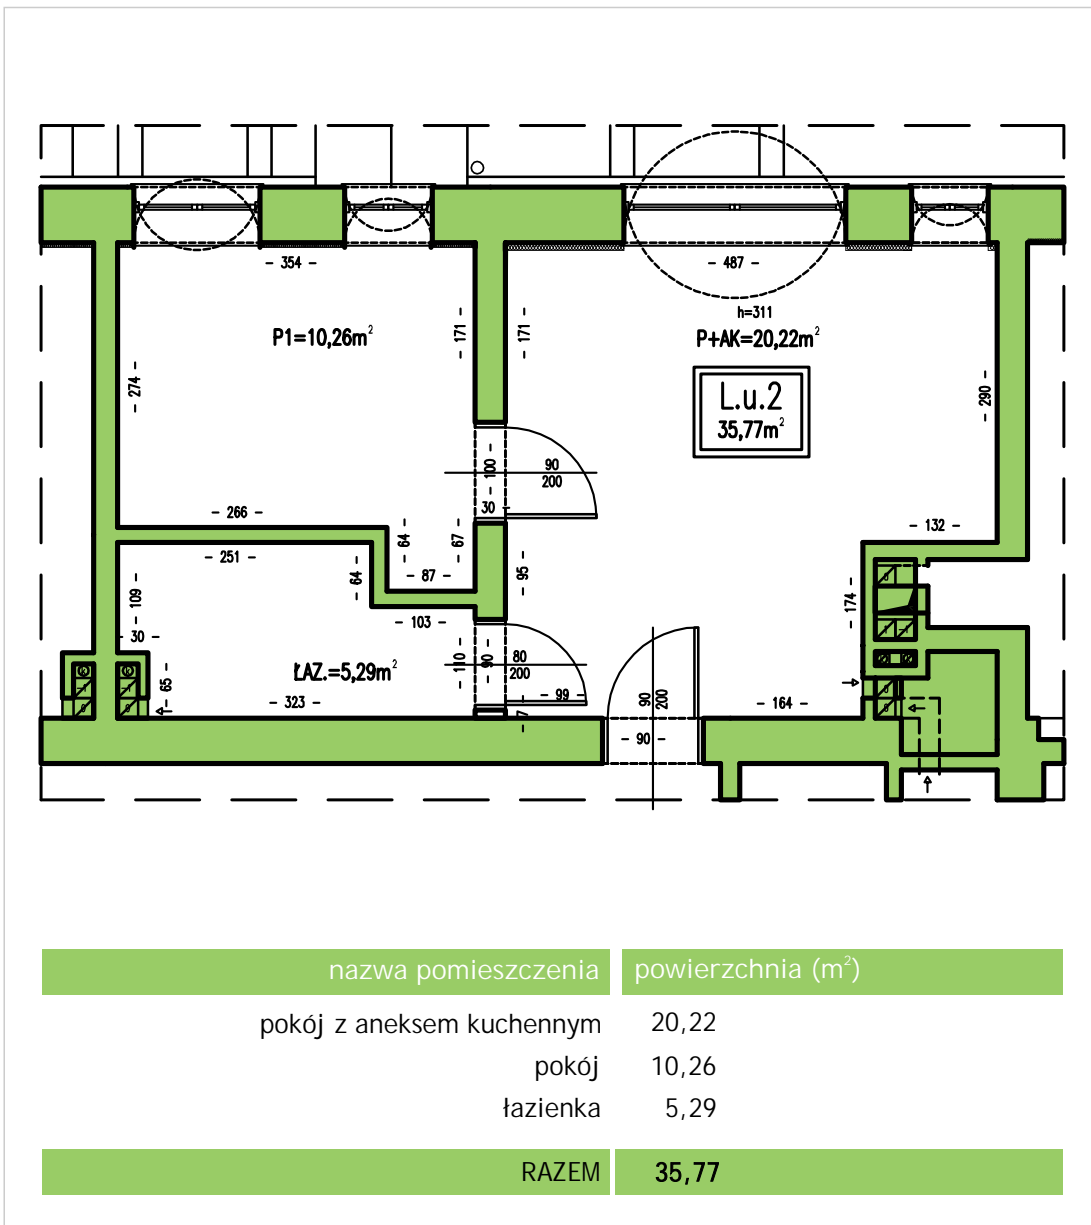 - 354 -
- 487 -
h=311
P1=10,26m²
P+AK=20,22m²
- 171 -
- 171 -
- 274 -
- 290 -
L.u.2
35,77m²
- 100 -
90
200
30 -
- 266 -
- 132 -
- 251 -
- 64 -
- 67 -
- 64 -
- 87 -
- 95 -
- 109 -
- 174 -
- 103 -
- 30 -
ŁAZ.=5,29m²
- 110 -
- 90 -
80
200
- 65 -
- 99 -
- 323 -
90
200
- 164 -
- 7 -
- 90 -
nazwa pomieszczenia powierzchnia (m²)
pokój z aneksem kuchennym 20,22
pokój 10,26
łazienka 5,29
RAZEM 35,77